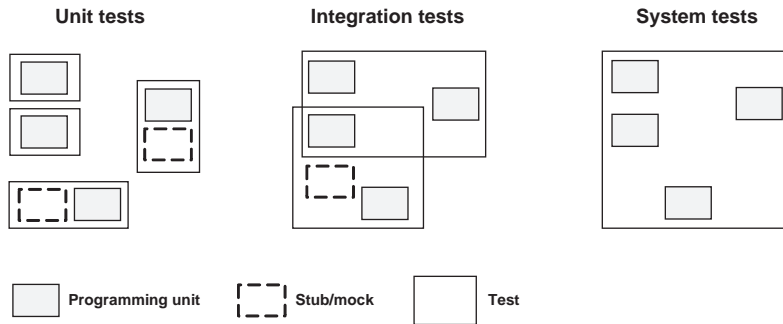 Unit tests
Integration tests
System tests
Programming unit
Stub/mock
Test